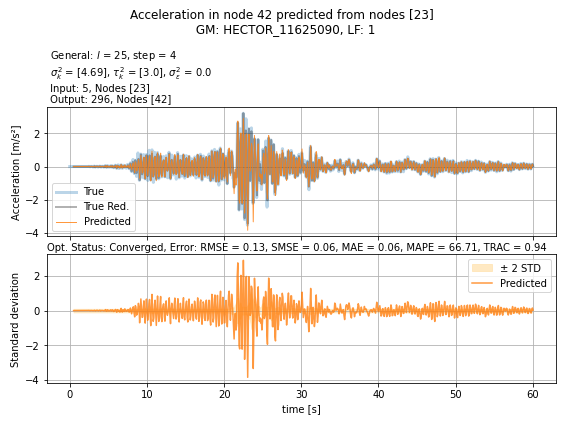 Acceleration in node 42 predicted from nodes [23]
GM: HECTOR_11625090, LF: 1
General: l = 25, step = 4
σ²ₖ = [4.69], τ²ₖ = [3.0], σ²ε = 0.0
Input: 5, Nodes [23]
Output: 296, Nodes [42]
Acceleration [m/s²]
2
0
−2
−4
True
True Red.
Predicted
Opt. Status: Converged, Error: RMSE = 0.13, SMSE = 0.06, MAE = 0.06, MAPE = 66.71, TRAC = 0.94
Standard deviation
2
0
−2
−4
± 2 STD
Predicted
0 10 20 30 40 50 60
time [s]